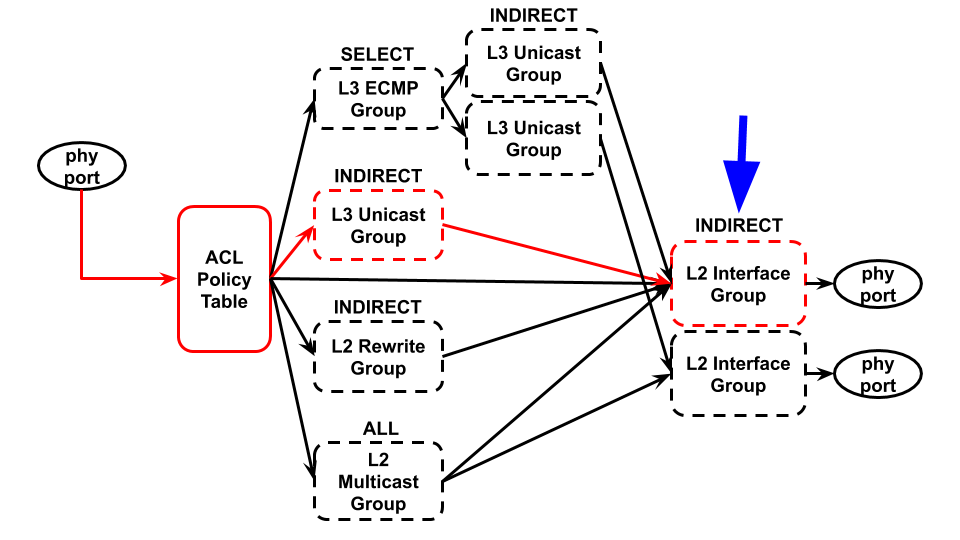 INDIRECT
L3 Unicast
Group
SELECT
L3 ECMP
Group
L3 Unicast
Group
phy
port
INDIRECT
L3 Unicast
Group
ACL
Policy
Table
INDIRECT
L2 Interface
Group
phy
port
INDIRECT
L2 Rewrite
Group
L2 Interface
Group
phy
port
ALL
L2
Multicast
Group